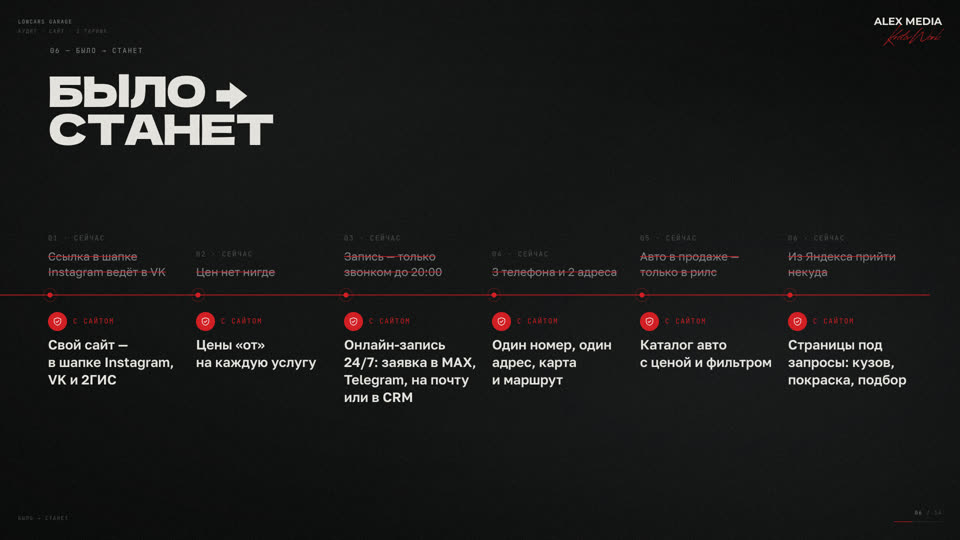 LOWCARS GARAGE
АУДИТ · САЙТ · 3 ТАРИФА
ALEX MEDIA
06 — БЫЛО → СТАНЕТ
БЫЛО →
СТАНЕТ
01 · СЕЙЧАС
Ссылка в шапке
Instagram ведёт в VK
02 · СЕЙЧАС
Цен нет нигде
03 · СЕЙЧАС
Запись — только
звонком до 20:00
04 · СЕЙЧАС
3 телефона и 2 адреса
05 · СЕЙЧАС
Авто в продаже —
только в рилс
06 · СЕЙЧАС
Из Яндекса прийти
некуда
С САЙТОМ
Свой сайт —
в шапке Instagram,
VK и 2ГИС
С САЙТОМ
Цены «от»
на каждую услугу
С САЙТОМ
Онлайн-запись
24/7: заявка в MAX,
Telegram, на почту
или в CRM
С САЙТОМ
Один номер, один
адрес, карта
и маршрут
С САЙТОМ
Каталог авто
с ценой и фильтром
С САЙТОМ
Страницы под
запросы: кузов,
покраска, подбор
БЫЛО → СТАНЕТ
06 / 14